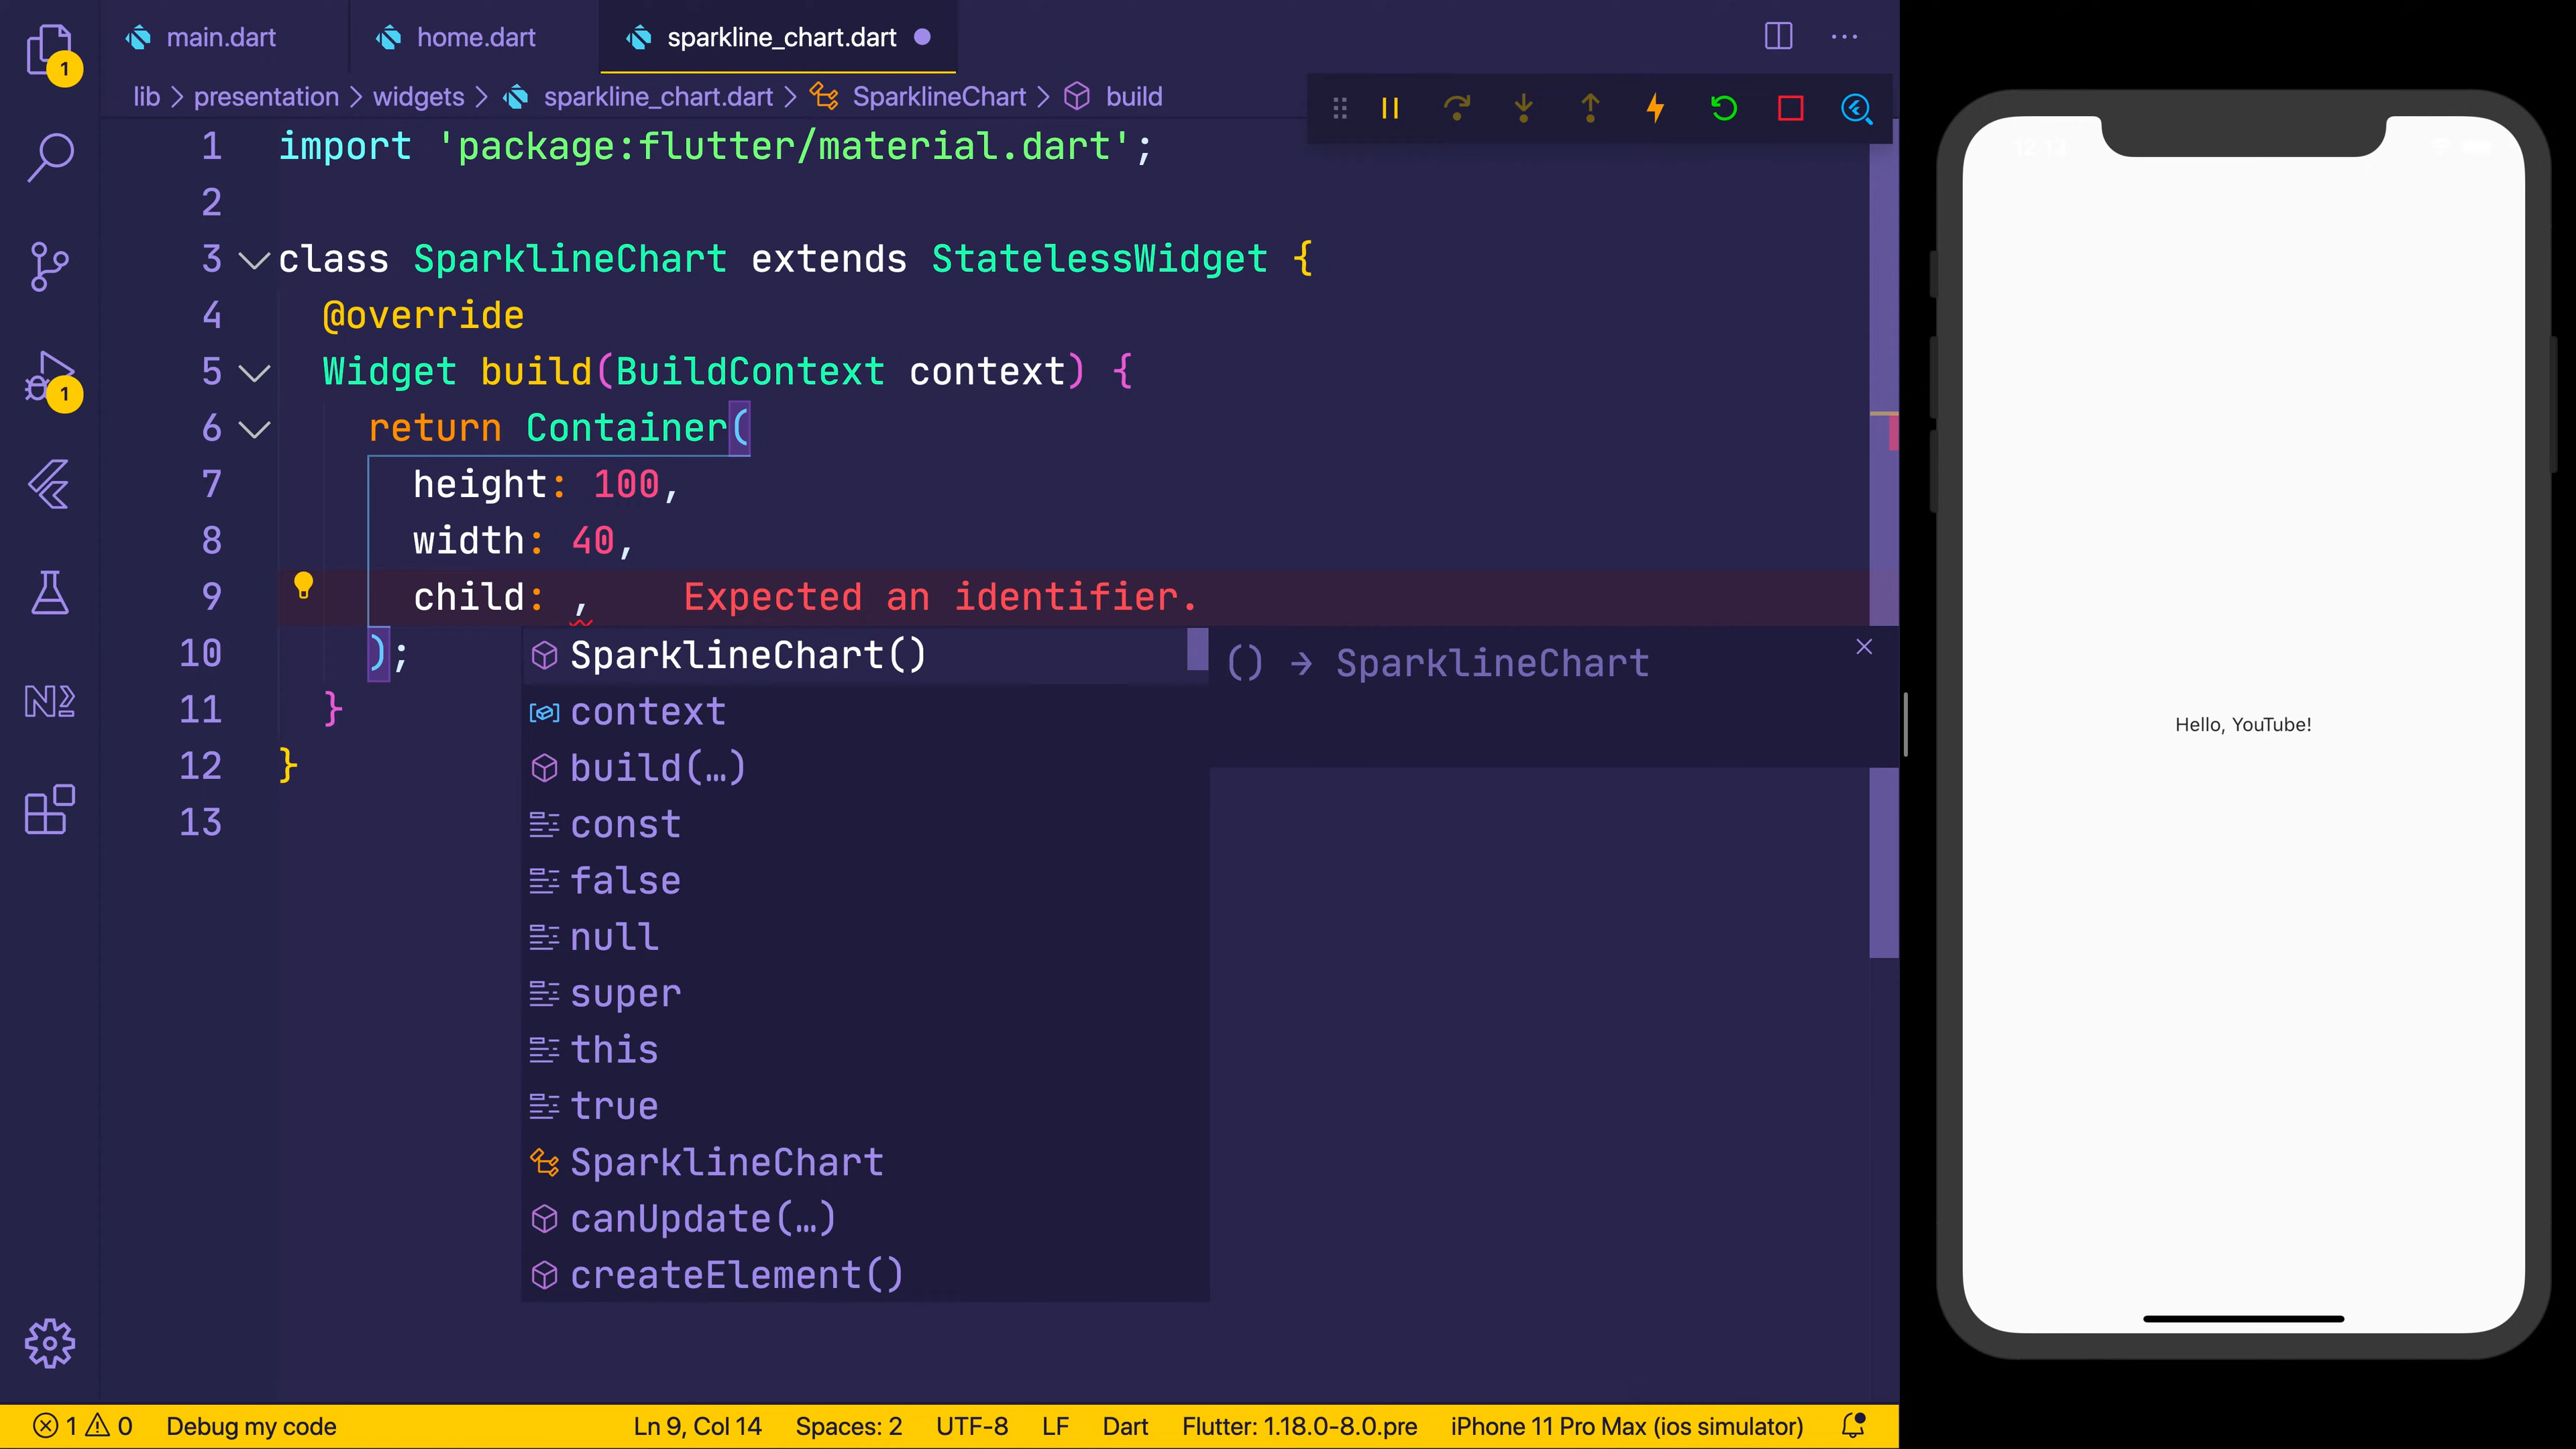 main.dart
home.dart
sparkline_chart.dart
lib > presentation > widgets > sparkline_chart.dart > SparklineChart > build
1
1
1 import 'package:flutter/material.dart';
2
3 class SparklineChart extends StatelessWidget {
4 @override
5 Widget build(BuildContext context) {
6 return Container(
7 height: 100,
8 width: 40,
9 child: , Expected an identifier.
10 );
11 }
12 }
13
SparklineChart()
context
build(…)
const
false
null
super
this
true
SparklineChart
canUpdate(…)
createElement()
() → SparklineChart
1 0 Debug my code Ln 9, Col 14 Spaces: 2 UTF-8 LF Dart Flutter: 1.18.0-8.0.pre iPhone 11 Pro Max (ios simulator)
Hello, YouTube!